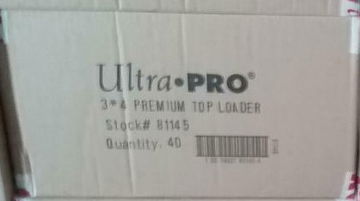 Ultra•PRO®
3*4 PREMIUM TOP LOADER
Stock# 81145
Quantity. 40